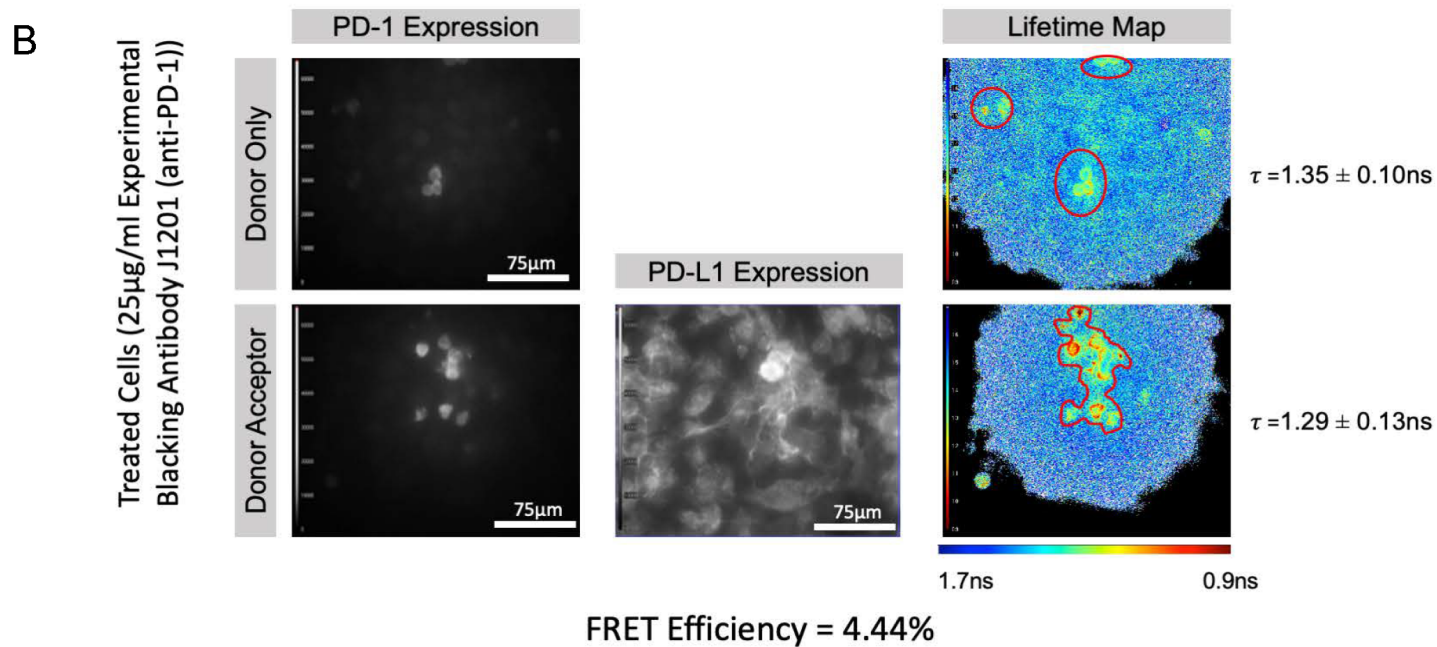 B
PD-1 Expression
Lifetime Map
Treated Cells (25µg/ml Experimental
Blacking Antibody J1201 (anti-PD-1))
Donor Only
75µm
τ =1.35 ± 0.10ns
PD-L1 Expression
Donor Acceptor
75µm
75µm
τ =1.29 ± 0.13ns
1.7ns
0.9ns
FRET Efficiency = 4.44%